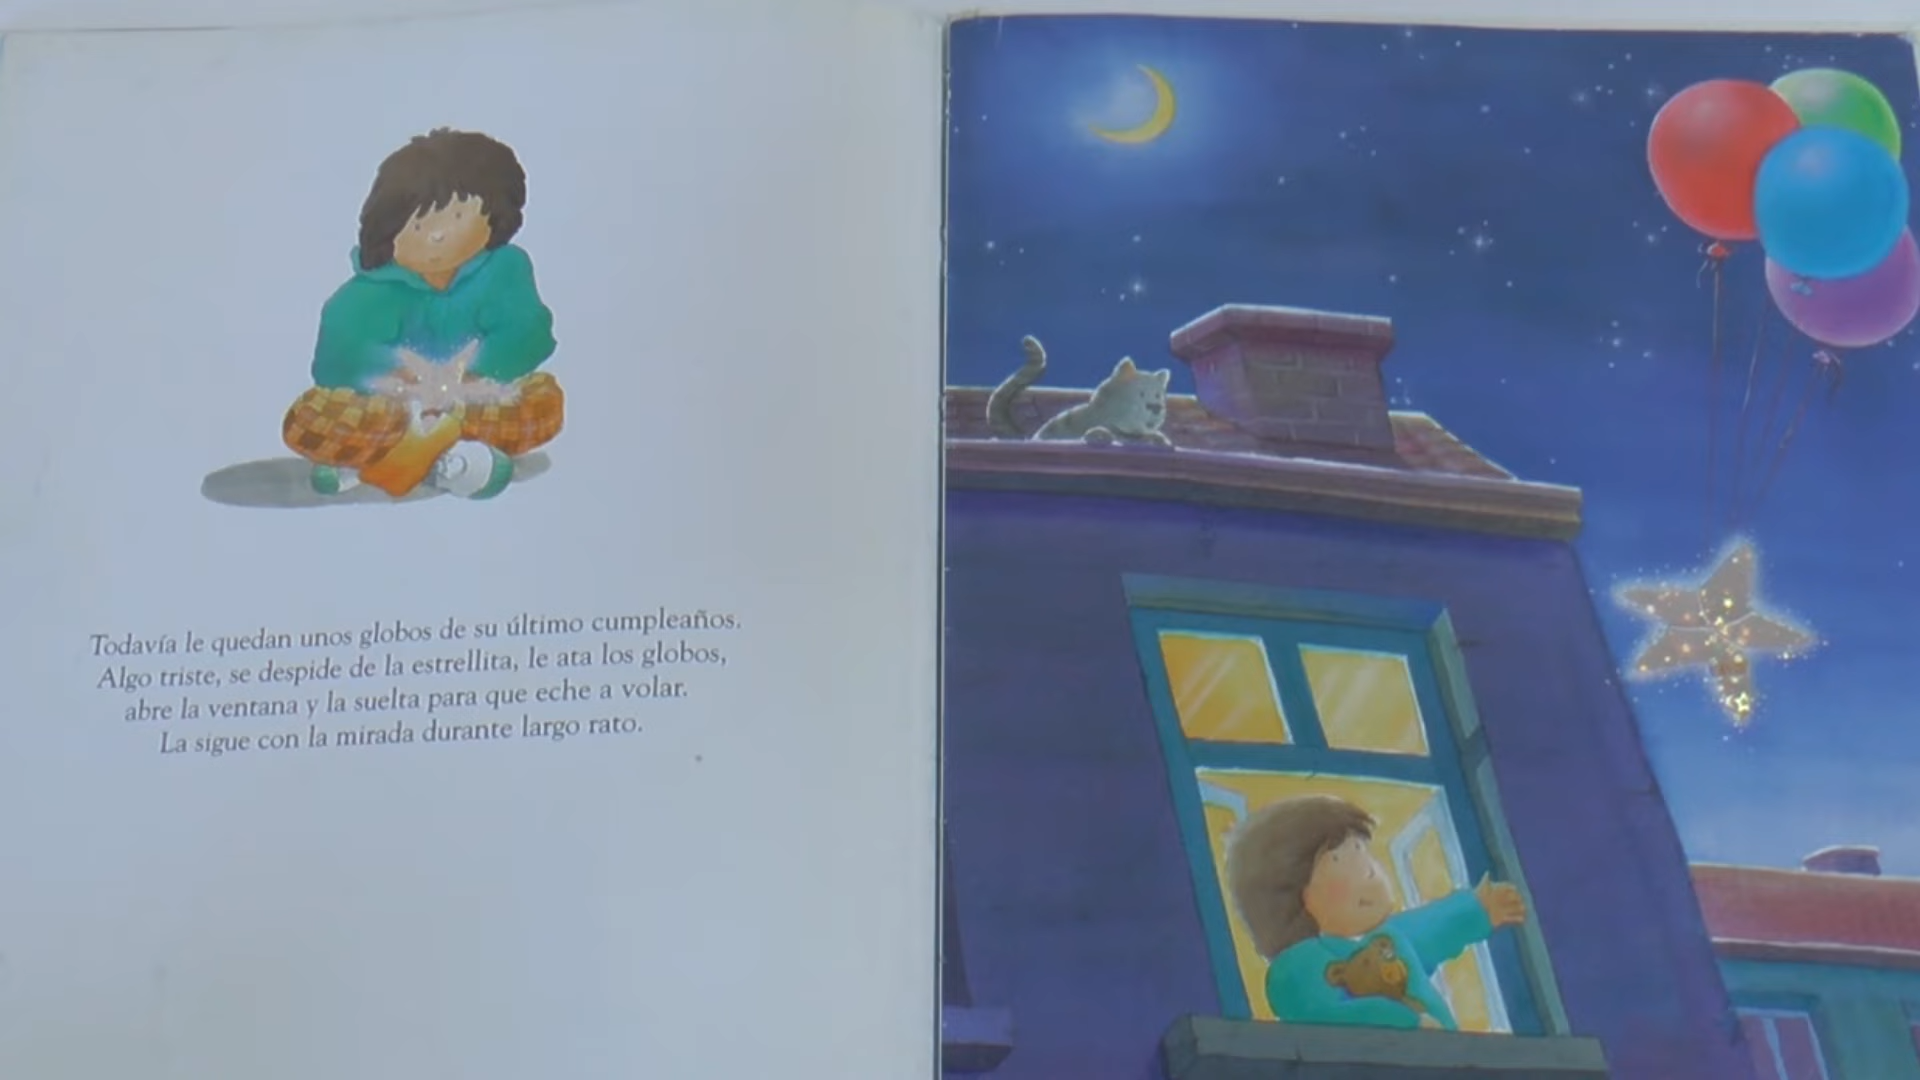 Todavía le quedan unos globos de su último cumpleaños.
Algo triste, se despide de la estrellita, le ata los globos,
abre la ventana y la suelta para que eche a volar.
La sigue con la mirada durante largo rato.